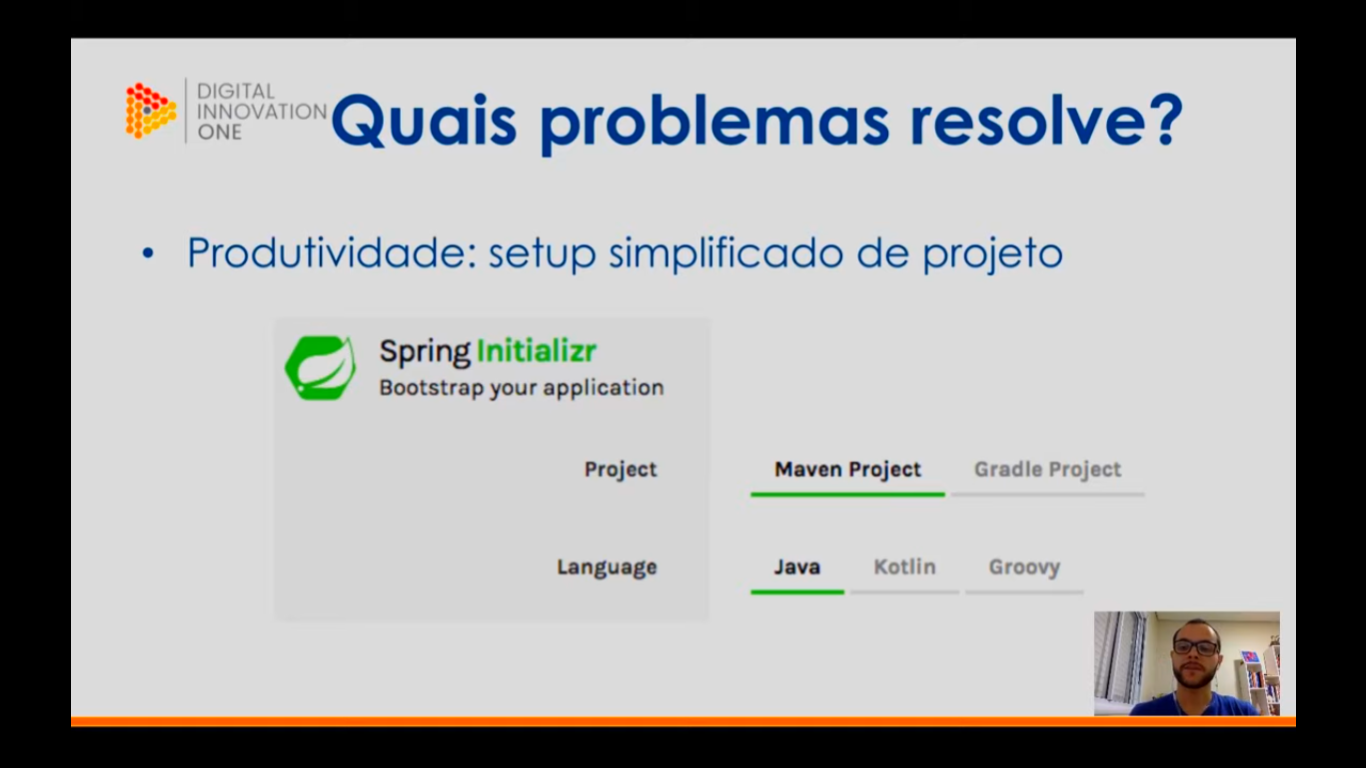 DIGITAL
INNOVATION
ONE
Quais problemas resolve?
• Produtividade: setup simplificado de projeto
Spring Initializr
Bootstrap your application
Project
Maven Project Gradle Project
Language
Java Kotlin Groovy